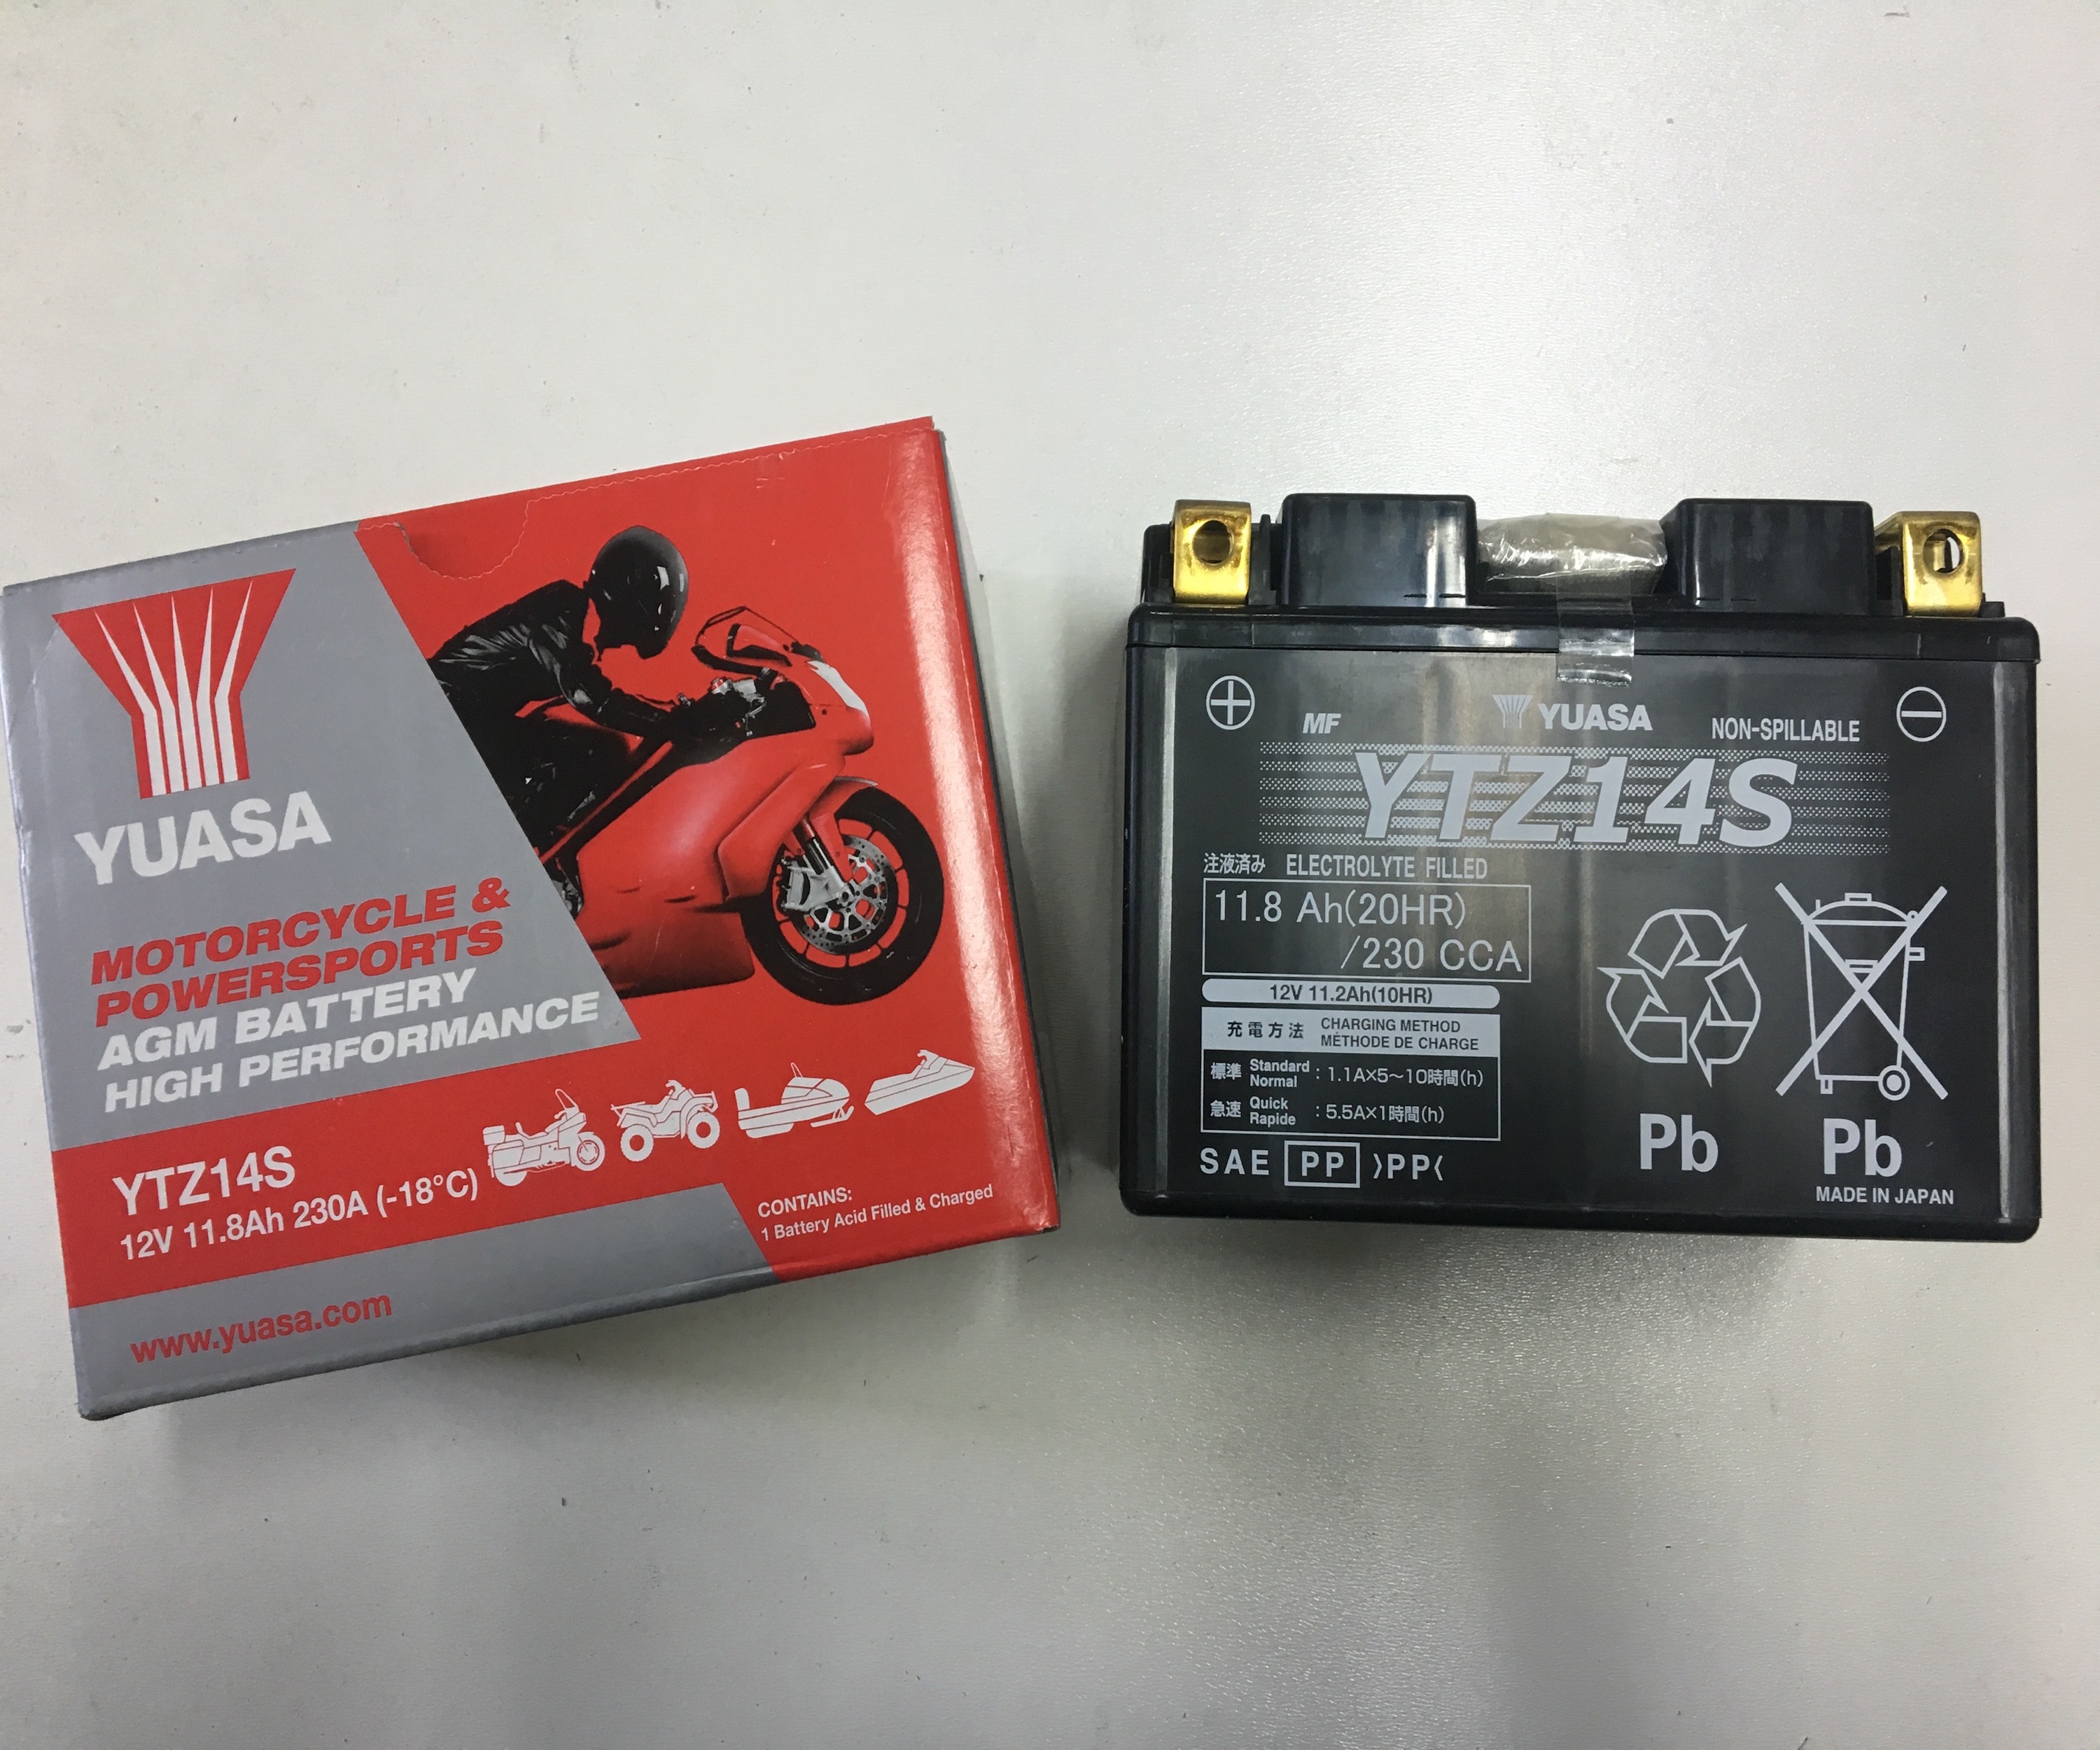 YUASA
MOTORCYCLE &
POWERSPORTS
AGM BATTERY
HIGH PERFORMANCE
YTZ14S
12V 11.8Ah 230A (-18°C)
CONTAINS:
1 Battery Acid Filled & Charged
www.yuasa.com
MF
YUASA
NON-SPILLABLE
YTZ14S
注液済み ELECTROLYTE FILLED
11.8 Ah(20HR)
/230 CCA
12V 11.2Ah(10HR)
充電方法 CHARGING METHOD
MÉTHODE DE CHARGE
標準 Standard Normal : 1.1A×5〜10時間(h)
急速 Quick Rapide : 5.5A×1時間(h)
SAE PP >PP<
Pb
Pb
MADE IN JAPAN